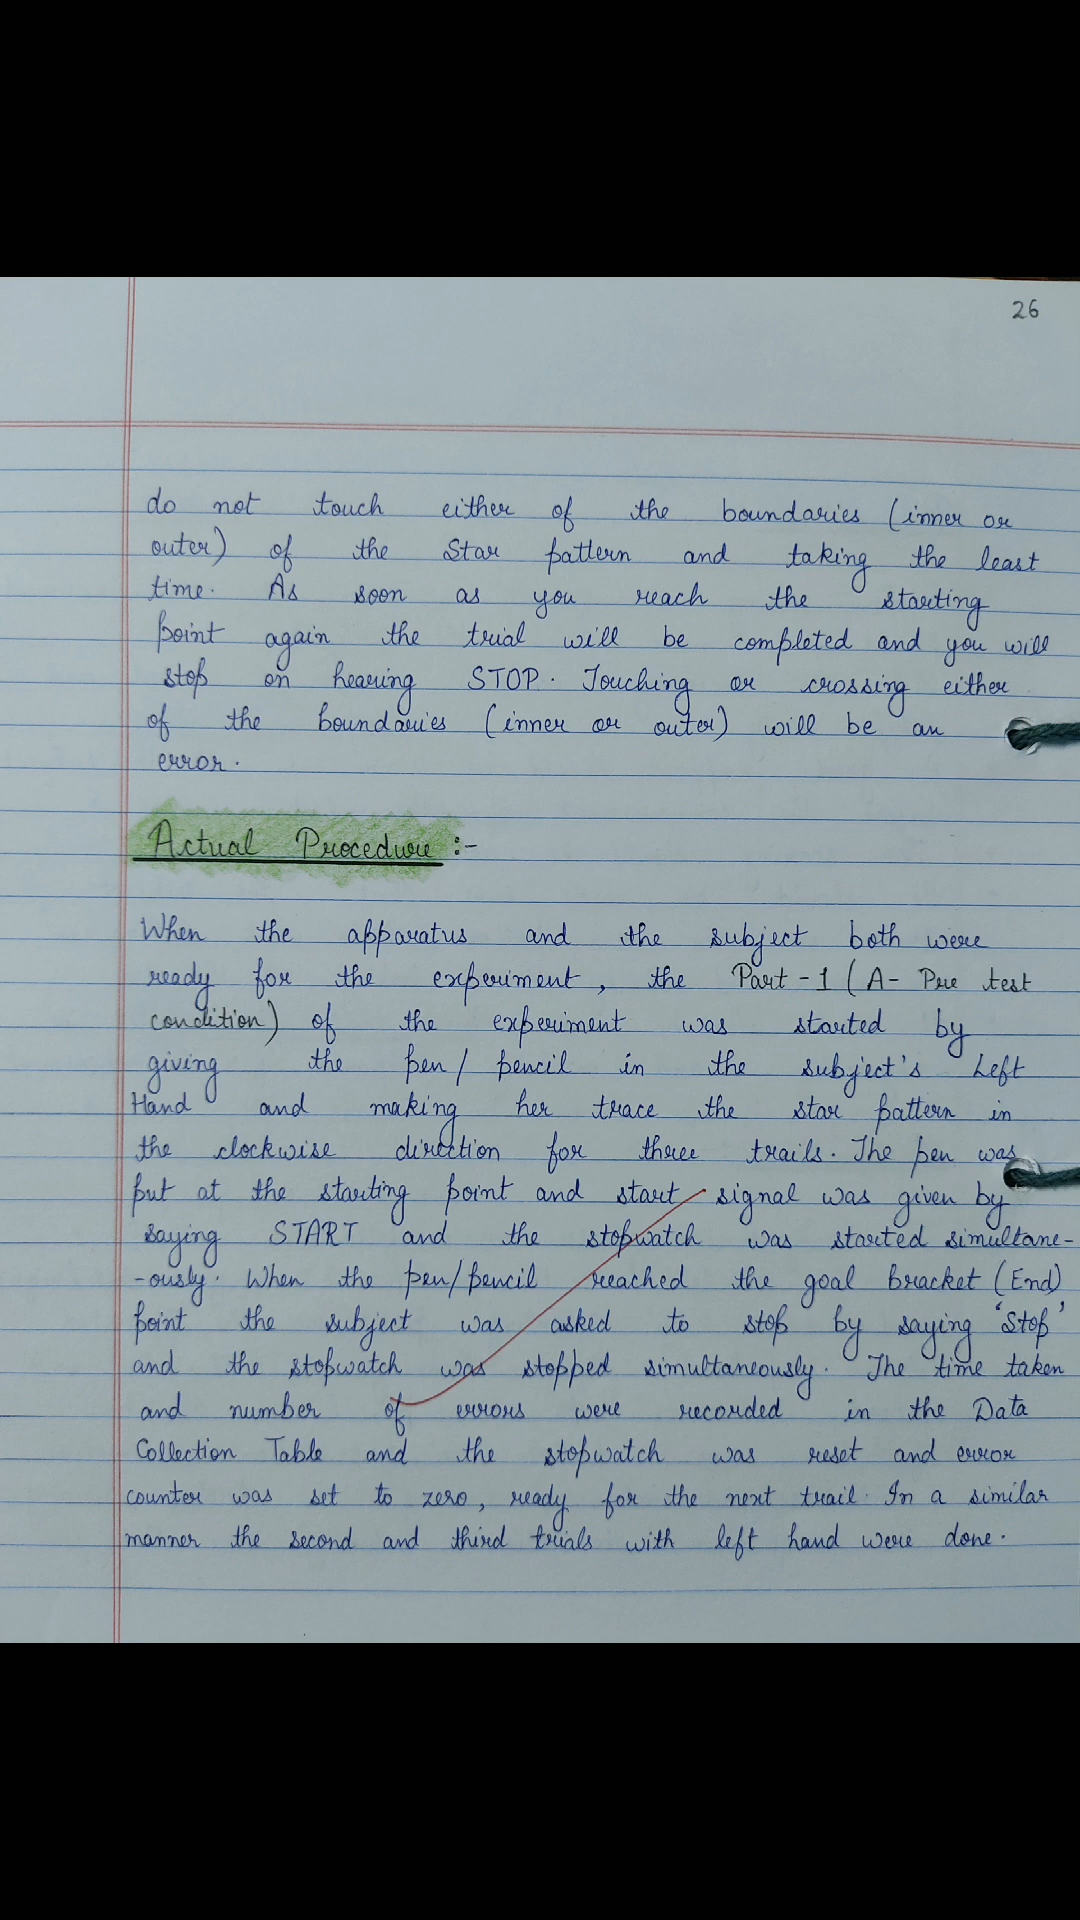 26
do not touch either of the boundaries (inner or
outer) of the Star pattern and taking the least
time. As soon as you reach the starting
point again the trial will be completed and you will
stop on hearing STOP. Touching or crossing either
of the boundaries (inner or outer) will be an
error.
Actual Procedure :-
When the apparatus and the subject both were
ready for the experiment, the Part - 1 (A- Pre test
condition) of the experiment was started by
giving the pen/ pencil in the subject's Left
Hand and making her trace the star pattern in
the clockwise direction for three trails. The pen was
put at the starting point and start signal was given by
saying START and the stopwatch was started simultane-
-ously. When the pen/pencil reached the goal bracket (End)
point the subject was asked to stop by saying 'Stop'
and the stopwatch was stopped simultaneously. The time taken
and number of errors were recorded in the Data
Collection Table and the stopwatch was reset and error
counter was set to zero, ready for the next trail. In a similar
manner the second and third trials with left hand were done.